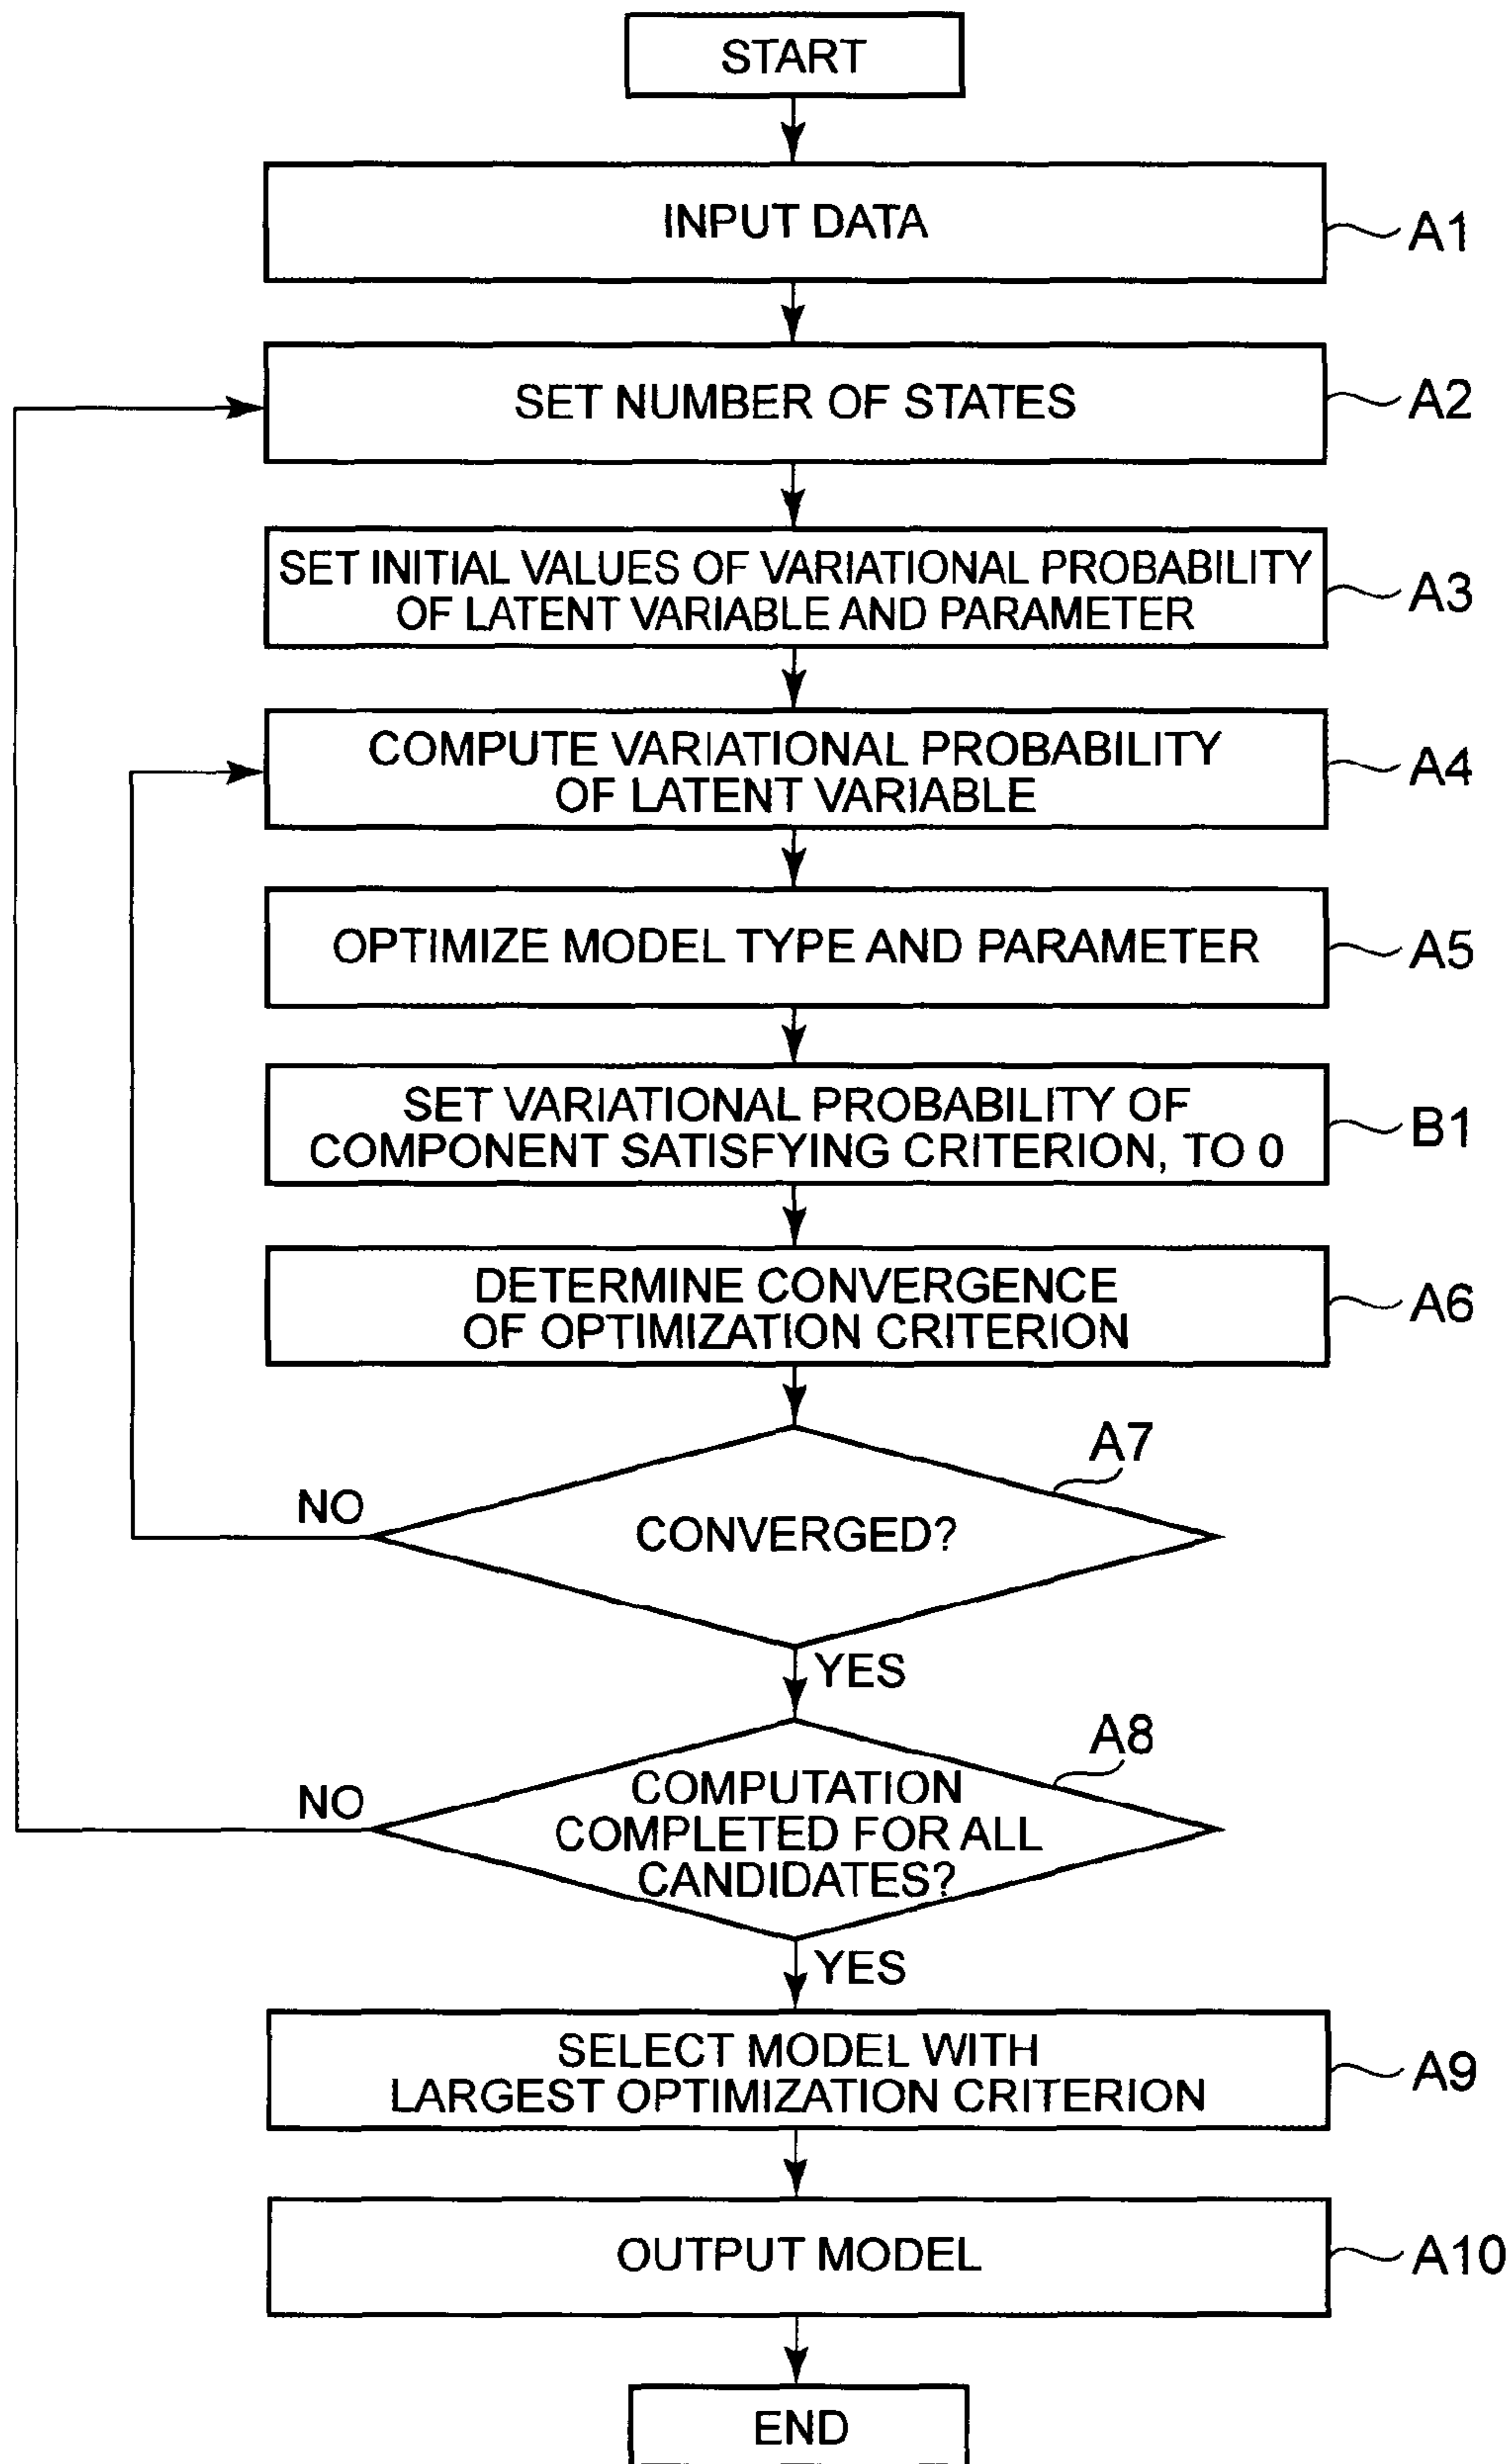 START
INPUT DATA
A1
SET NUMBER OF STATES
A2
SET INITIAL VALUES OF VARIATIONAL PROBABILITY
OF LATENT VARIABLE AND PARAMETER
A3
COMPUTE VARIATIONAL PROBABILITY
OF LATENT VARIABLE
A4
OPTIMIZE MODEL TYPE AND PARAMETER
A5
SET VARIATIONAL PROBABILITY OF
COMPONENT SATISFYING CRITERION, TO 0
B1
DETERMINE CONVERGENCE
OF OPTIMIZATION CRITERION
A6
A7
NO
CONVERGED?
YES
A8
NO
COMPUTATION
COMPLETED FOR ALL
CANDIDATES?
YES
SELECT MODEL WITH
LARGEST OPTIMIZATION CRITERION
A9
OUTPUT MODEL
A10
END